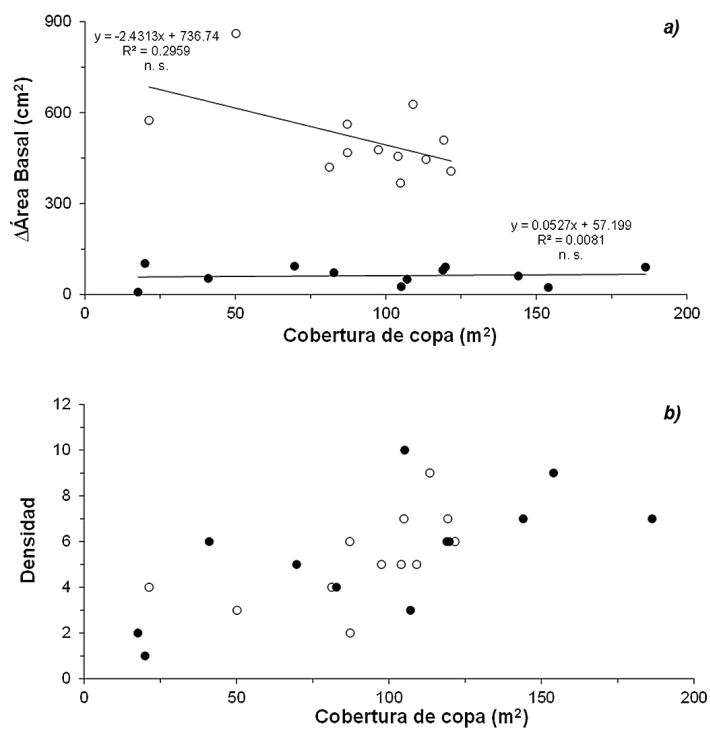 900
a)
y = -2.4313x + 736.74
R² = 0.2959
n. s.
600
ΔÁrea Basal (cm²)
300
y = 0.0527x + 57.199
R² = 0.0081
n. s.
0
0 50 100 150 200
Cobertura de copa (m²)
12
b)
10
8
Densidad
6
4
2
0
0 50 100 150 200
Cobertura de copa (m²)